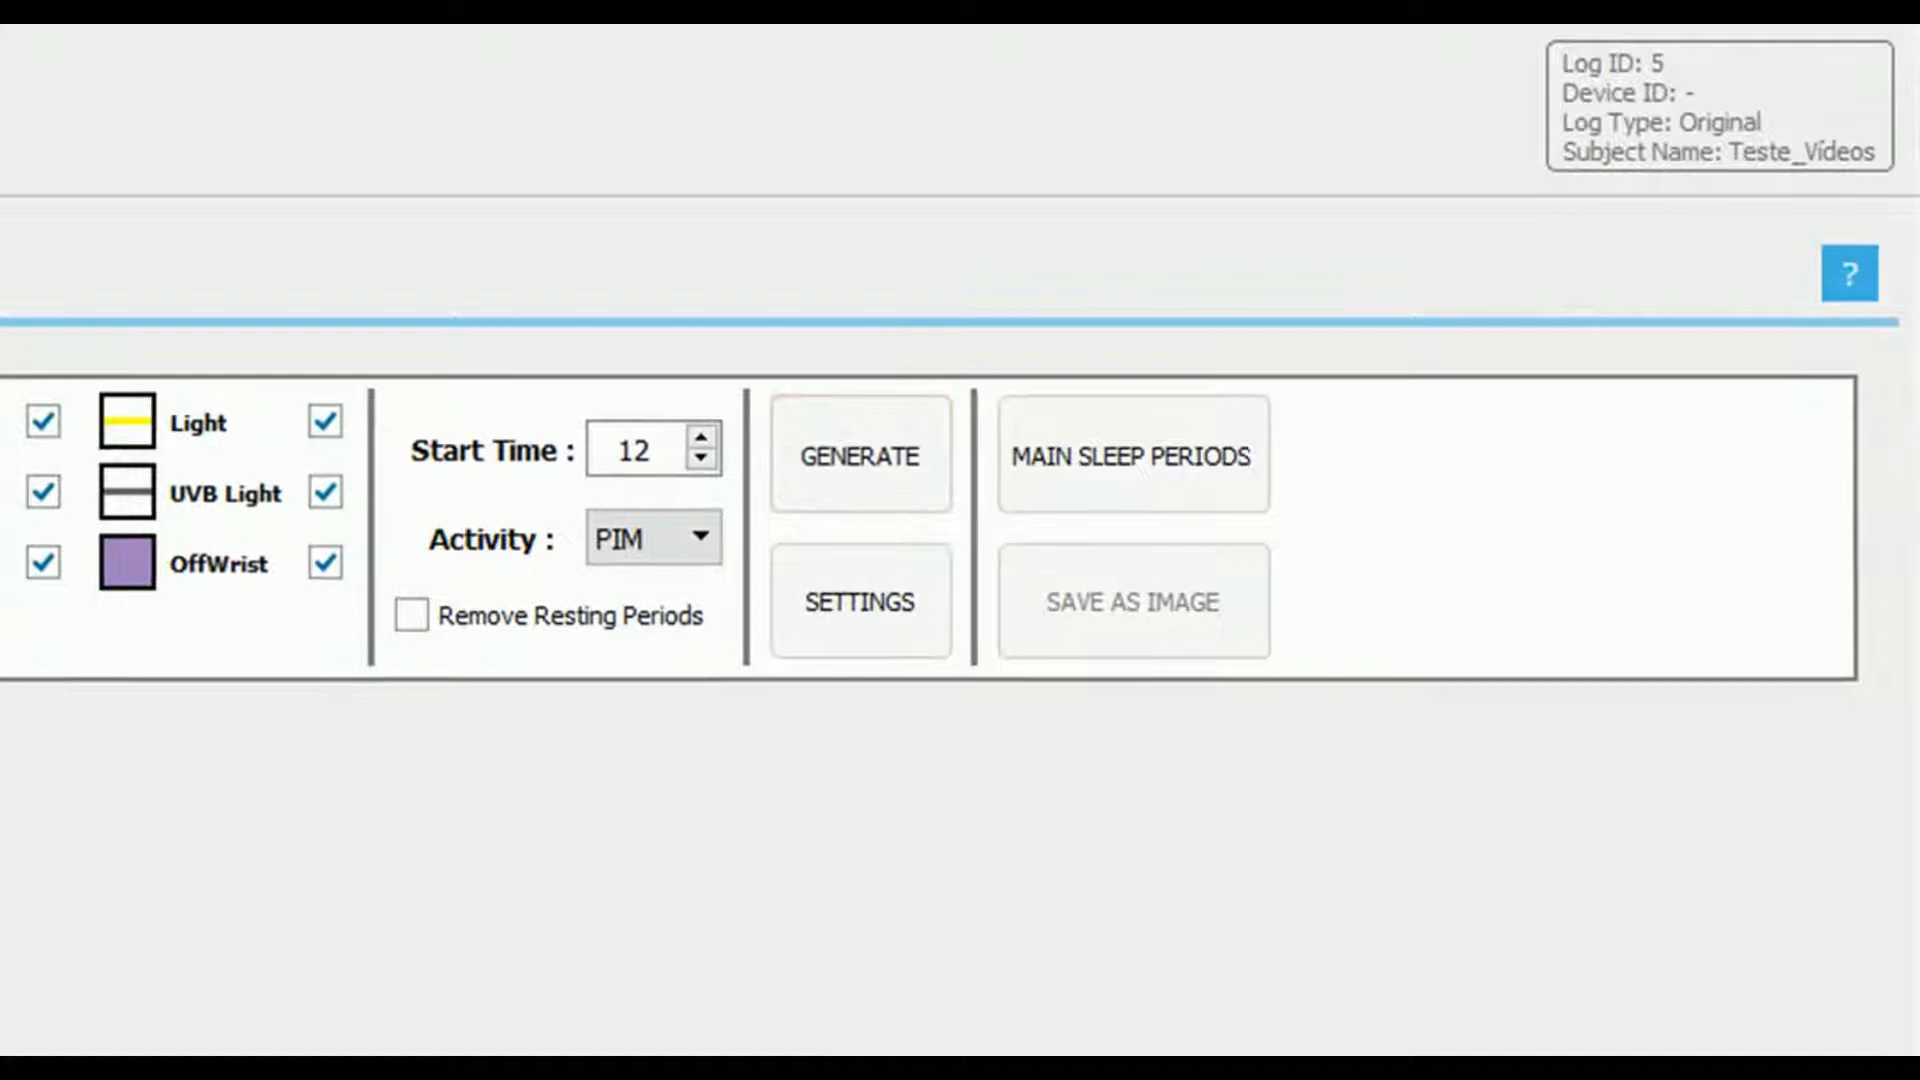 Log ID: 5
Device ID: -
Log Type: Original
Subject Name: Teste_Vídeos
?
Light
UVB Light
OffWrist
Start Time :
12
Activity :
PIM
Remove Resting Periods
GENERATE
SETTINGS
MAIN SLEEP PERIODS
SAVE AS IMAGE